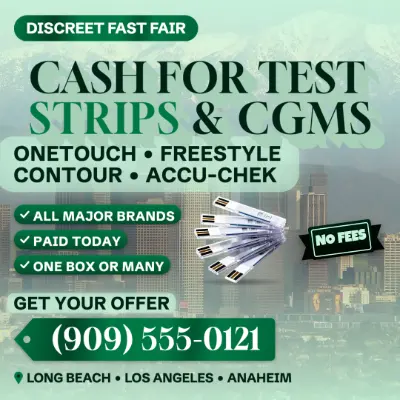 DISCREET FAST FAIR
CASH FOR TEST
STRIPS & CGMS
ONETOUCH • FREESTYLE
CONTOUR • ACCU-CHEK
ALL MAJOR BRANDS
PAID TODAY
ONE BOX OR MANY
NO FEES
GET YOUR OFFER
(909) 555-0121
LONG BEACH • LOS ANGELES • ANAHEIM